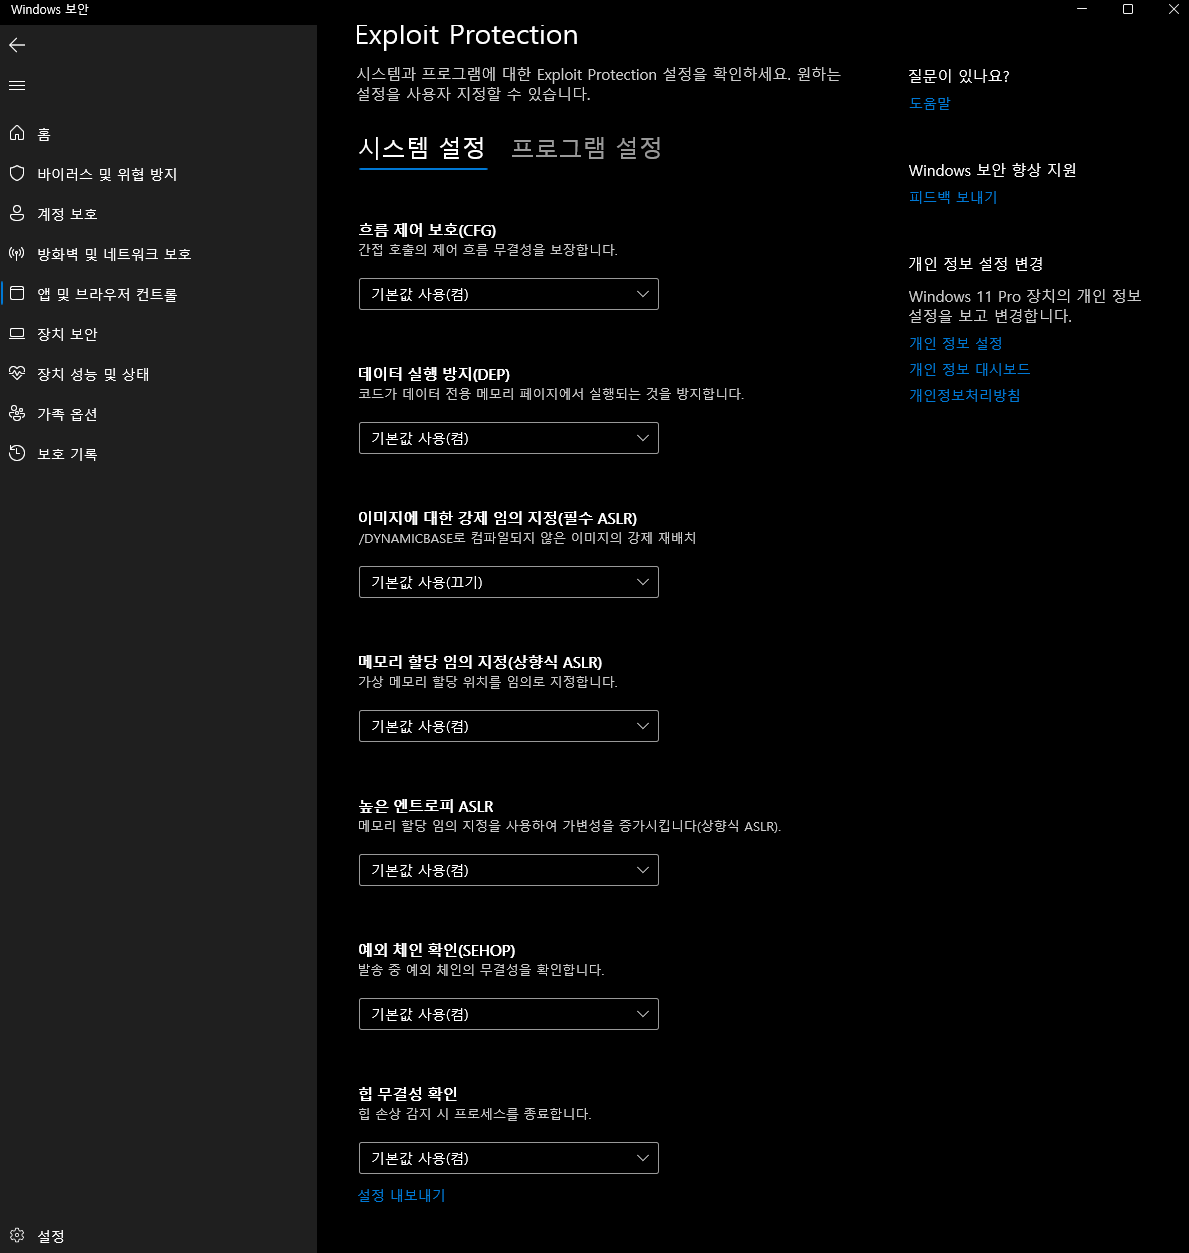 Windows 보안
홈
바이러스 및 위협 방지
계정 보호
방화벽 및 네트워크 보호
앱 및 브라우저 컨트롤
장치 보안
장치 성능 및 상태
가족 옵션
보호 기록
설정
Exploit Protection
시스템과 프로그램에 대한 Exploit Protection 설정을 확인하세요. 원하는
설정을 사용자 지정할 수 있습니다.
시스템 설정 프로그램 설정
흐름 제어 보호(CFG)
간접 호출의 제어 흐름 무결성을 보장합니다.
기본값 사용(켬)
데이터 실행 방지(DEP)
코드가 데이터 전용 메모리 페이지에서 실행되는 것을 방지합니다.
기본값 사용(켬)
이미지에 대한 강제 임의 지정(필수 ASLR)
/DYNAMICBASE로 컴파일되지 않은 이미지의 강제 재배치
기본값 사용(끄기)
메모리 할당 임의 지정(상향식 ASLR)
가상 메모리 할당 위치를 임의로 지정합니다.
기본값 사용(켬)
높은 엔트로피 ASLR
메모리 할당 임의 지정을 사용하여 가변성을 증가시킵니다(상향식 ASLR).
기본값 사용(켬)
예외 체인 확인(SEHOP)
발송 중 예외 체인의 무결성을 확인합니다.
기본값 사용(켬)
힙 무결성 확인
힙 손상 감지 시 프로세스를 종료합니다.
기본값 사용(켬)
설정 내보내기
질문이 있나요?
도움말
Windows 보안 향상 지원
피드백 보내기
개인 정보 설정 변경
Windows 11 Pro 장치의 개인 정보
설정을 보고 변경합니다.
개인 정보 설정
개인 정보 대시보드
개인정보처리방침